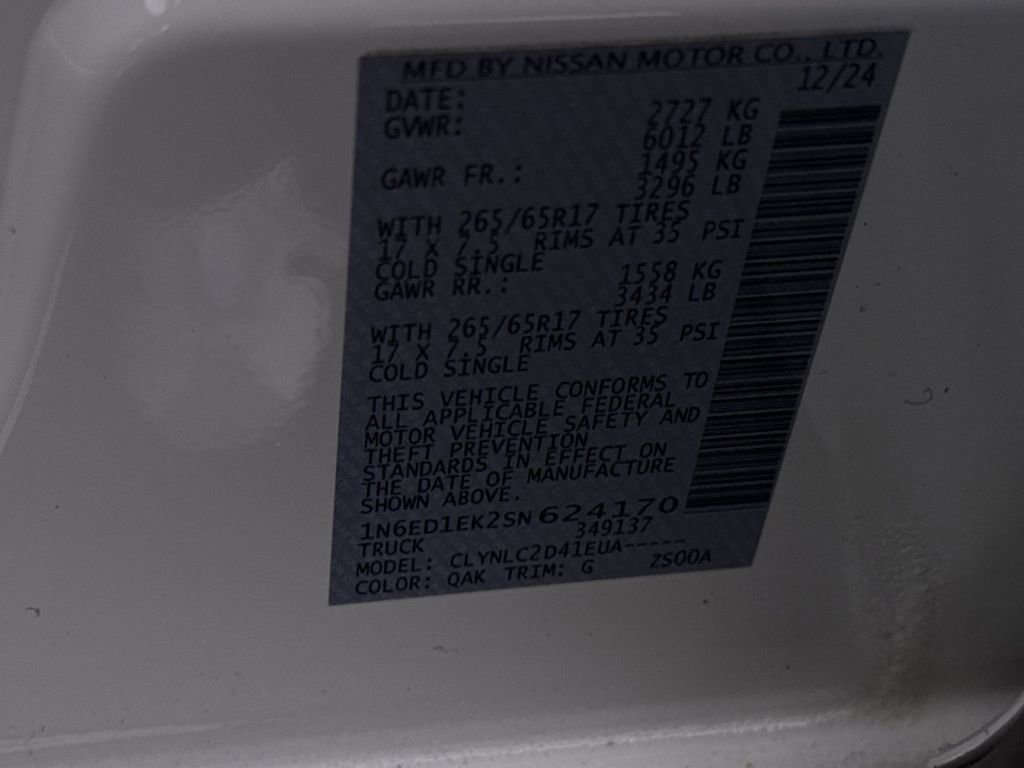 MFD BY NISSAN MOTOR CO., LTD.
DATE: 12/24
GVWR: 2727 KG
6012 LB
GAWR FR.: 1495 KG
3296 LB
WITH 265/65R17 TIRES
17 X 7.5 RIMS AT 35 PSI
COLD SINGLE
GAWR RR.: 1558 KG
3434 LB
WITH 265/65R17 TIRES
17 X 7.5 RIMS AT 35 PSI
COLD SINGLE
THIS VEHICLE CONFORMS TO
ALL APPLICABLE FEDERAL
MOTOR VEHICLE SAFETY AND
THEFT PREVENTION
STANDARDS IN EFFECT ON
THE DATE OF MANUFACTURE
SHOWN ABOVE.
1N6ED1EK2SN624170
TRUCK 349137
MODEL: CLYNLC2D41EUA-----
COLOR: QAK TRIM: G ZS00A